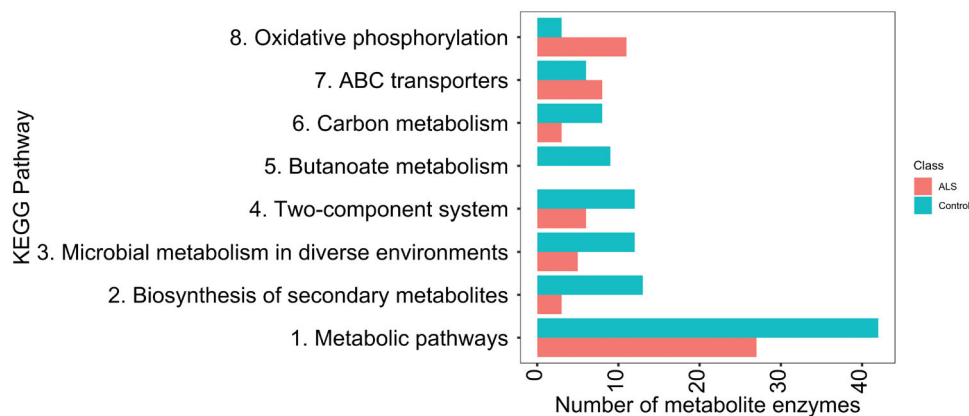 8. Oxidative phosphorylation
7. ABC transporters
6. Carbon metabolism
5. Butanoate metabolism
4. Two-component system
3. Microbial metabolism in diverse environments
2. Biosynthesis of secondary metabolites
1. Metabolic pathways
KEGG Pathway
0
10
20
30
40
Number of metabolite enzymes
Class
ALS
Control